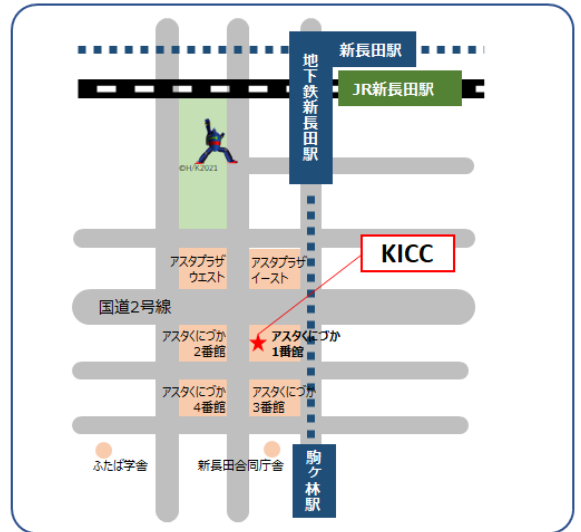 新長田駅
地下鉄新長田駅
JR新長田駅
©H/K2021
KICC
アスタプラザ
ウエスト
アスタプラザ
イースト
国道2号線
アスタくにづか
2番館
アスタくにづか
1番館
アスタくにづか
4番館
アスタくにづか
3番館
ふたば学舎
新長田合同庁舎
駒ヶ林駅